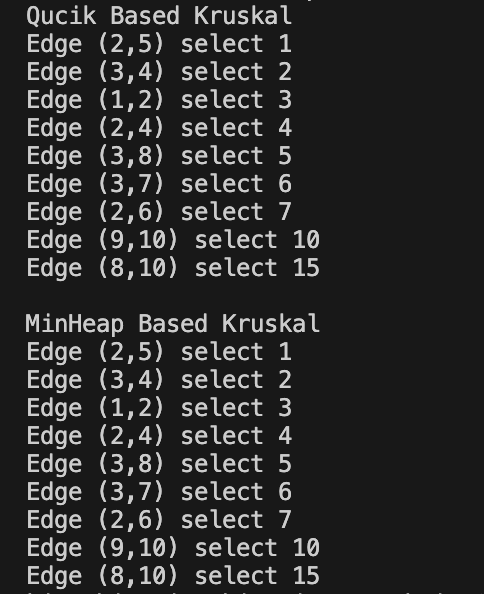 Qucik Based Kruskal
Edge (2,5) select 1
Edge (3,4) select 2
Edge (1,2) select 3
Edge (2,4) select 4
Edge (3,8) select 5
Edge (3,7) select 6
Edge (2,6) select 7
Edge (9,10) select 10
Edge (8,10) select 15

MinHeap Based Kruskal
Edge (2,5) select 1
Edge (3,4) select 2
Edge (1,2) select 3
Edge (2,4) select 4
Edge (3,8) select 5
Edge (3,7) select 6
Edge (2,6) select 7
Edge (9,10) select 10
Edge (8,10) select 15